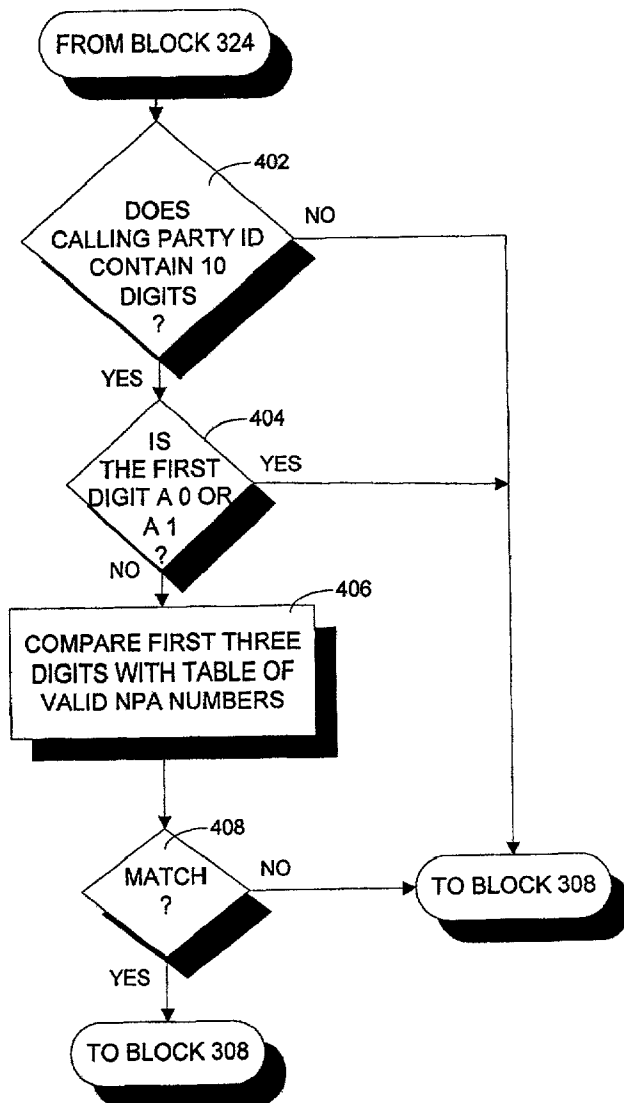 FROM BLOCK 324
402
DOES
CALLING PARTY ID
CONTAIN 10
DIGITS
?
NO
YES
404
IS
THE FIRST
DIGIT A 0 OR
A 1
?
YES
NO
406
COMPARE FIRST THREE
DIGITS WITH TABLE OF
VALID NPA NUMBERS
408
MATCH
?
NO
TO BLOCK 308
YES
TO BLOCK 308